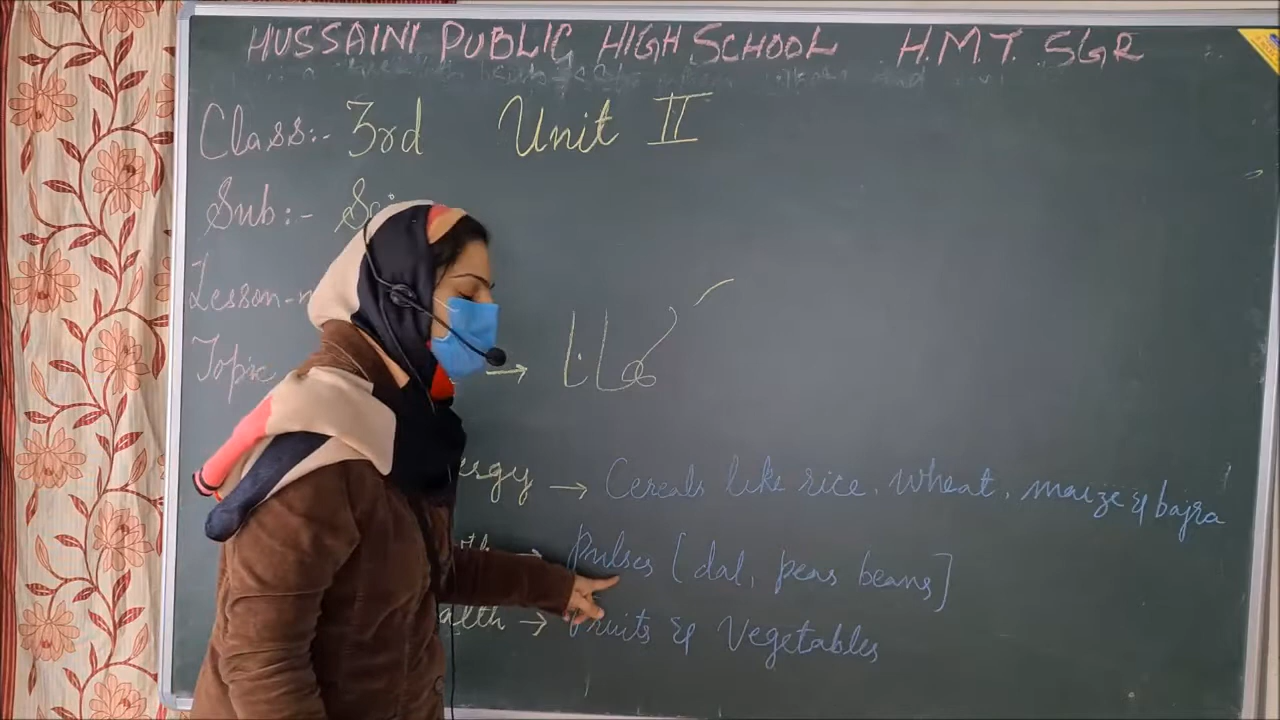 HUSSAINI PUBLIC HIGH SCHOOL H.M.T. SGR
Class:- 3rd Unit II
Sub:-
Lesson-
Topic → کھانا
→ Cereals like rice, wheat, maize & bajra
→ Pulses [dal, peas beans]
→ Fruits & Vegetables